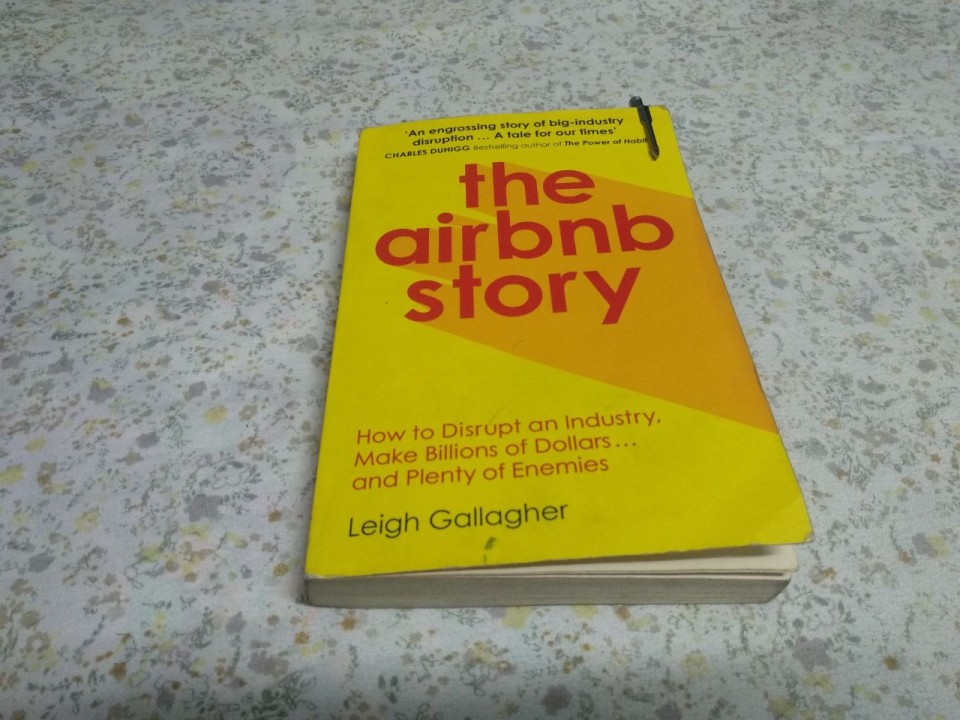 'An engrossing story of big-industry
disruption ... A tale for our times'
CHARLES DUHIGG Bestselling author of The Power of Habit
the
airbnb
story
How to Disrupt an Industry,
Make Billions of Dollars...
and Plenty of Enemies
Leigh Gallagher